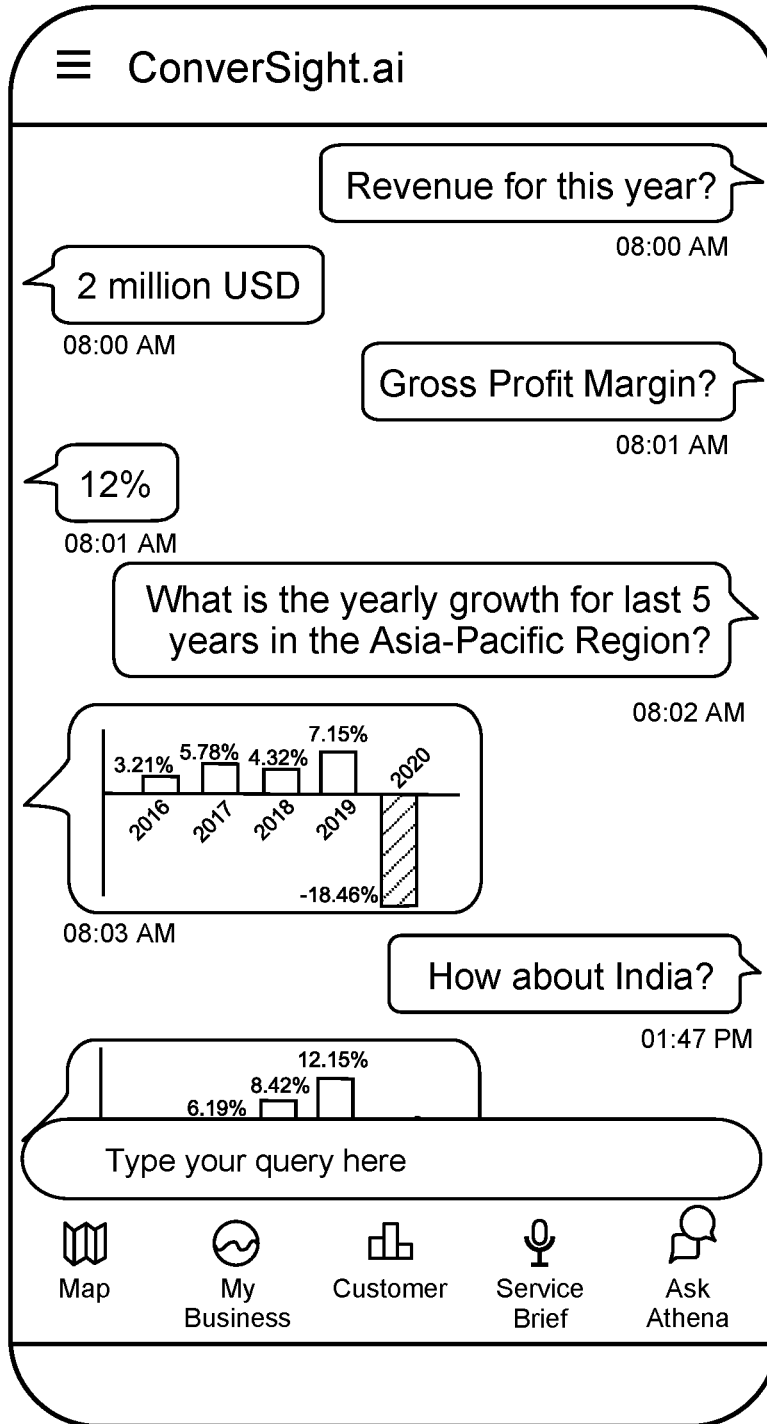 ConverSight.ai
Revenue for this year?
08:00 AM
2 million USD
08:00 AM
Gross Profit Margin?
08:01 AM
12%
08:01 AM
What is the yearly growth for last 5
years in the Asia-Pacific Region?
08:02 AM
3.21% 5.78% 4.32% 7.15%
2016 2017 2018 2019 2020
-18.46%
08:03 AM
How about India?
01:47 PM
6.19% 8.42% 12.15%
Type your query here
Map
My
Business
Customer
Service
Brief
Ask
Athena